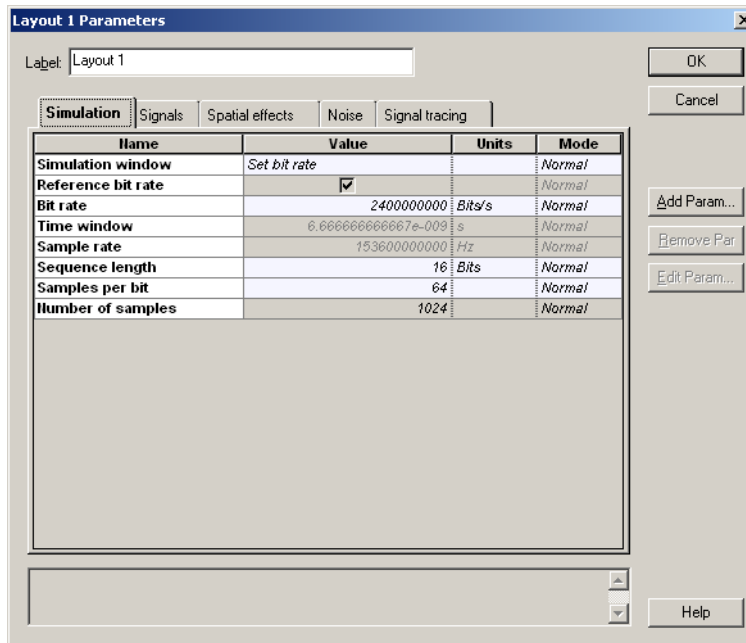 Layout 1 Parameters
Label: Layout 1
OK
Cancel
Simulation Signals Spatial effects Noise Signal tracing
Name Value Units Mode
Simulation window Set bit rate Normal
Reference bit rate Normal
Bit rate 2400000000 Bits/s Normal
Time window 6.666666666667e-009 s Normal
Sample rate 153600000000 Hz Normal
Sequence length 16 Bits Normal
Samples per bit 64 Normal
Number of samples 1024 Normal
Add Param...
Remove Par
Edit Param...
Help